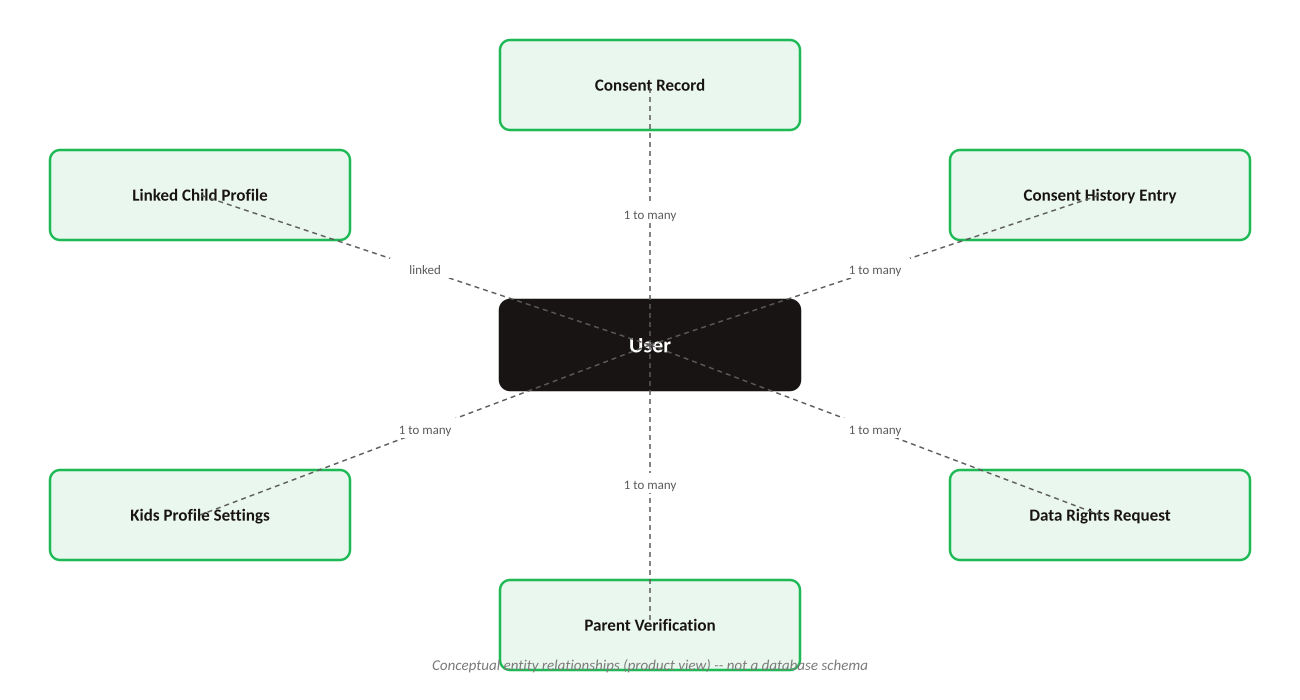 Consent Record
Linked Child Profile
Consent History Entry
1 to many
linked
1 to many
User
1 to many
1 to many
1 to many
Kids Profile Settings
Data Rights Request
Parent Verification
Conceptual entity relationships (product view) -- not a database schema